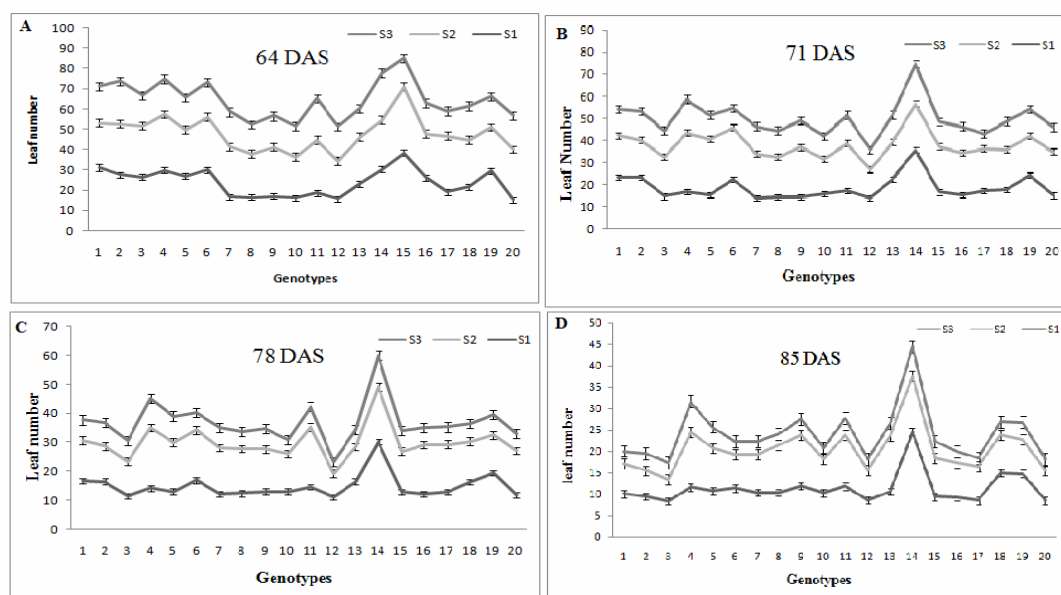 A
64 DAS
S3 S2 S1
Leaf number
100
90
80
70
60
50
40
30
20
10
0
1 2 3 4 5 6 7 8 9 10 11 12 13 14 15 16 17 18 19 20
Genotypes
B
71 DAS
S3 S2 S1
Leaf Number
90
80
70
60
50
40
30
20
10
0
1 2 3 4 5 6 7 8 9 10 11 12 13 14 15 16 17 18 19 20
Genotypes
C
78 DAS
S3 S2 S1
Leaf number
70
60
50
40
30
20
10
0
1 2 3 4 5 6 7 8 9 10 11 12 13 14 15 16 17 18 19 20
Genotypes
D
85 DAS
S3 S2 S1
leaf number
50
45
40
35
30
25
20
15
10
5
0
1 2 3 4 5 6 7 8 9 10 11 12 13 14 15 16 17 18 19 20
Genotypes